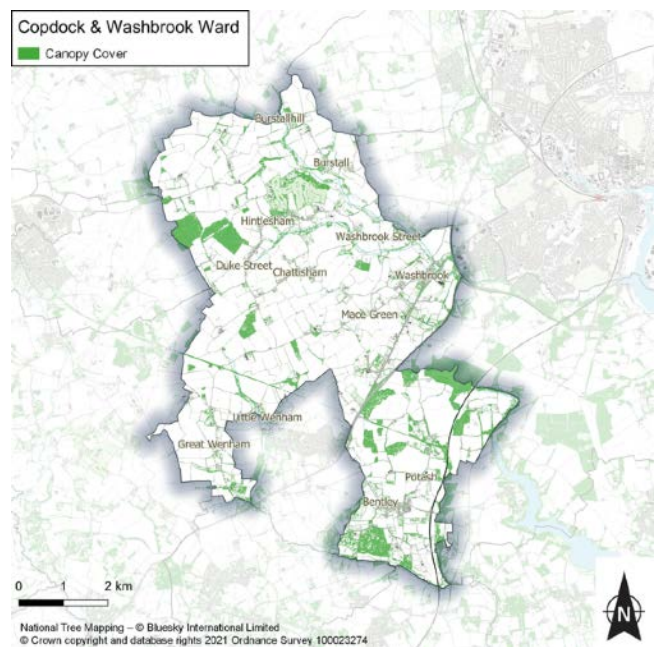 Copdock & Washbrook Ward
Canopy Cover
Burstallhill
Burstall
Hintlesham
Washbrook Street
Duke Street
Chattisham
Washbrook
Mace Green
Little Wenham
Great Wenham
Potash
Bentley
0 1 2 km
N
National Tree Mapping – © Bluesky International Limited
© Crown copyright and database rights 2021 Ordnance Survey 100023274